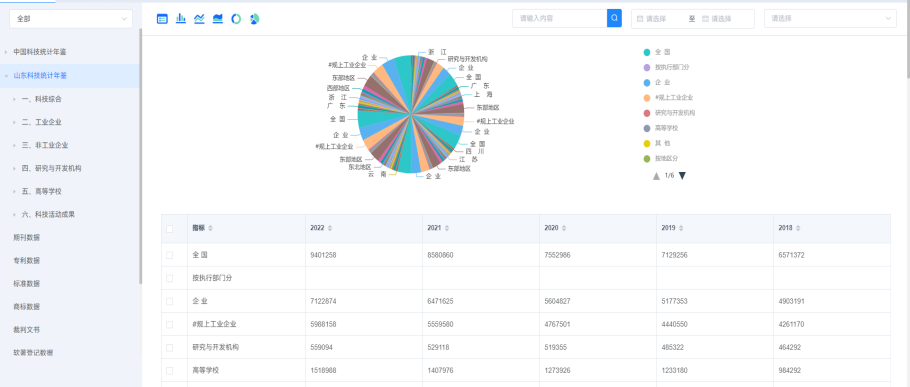 全部
中国科技统计年鉴
山东科技统计年鉴
一、科技综合
二、工业企业
三、非工业企业
四、研究与开发机构
五、高等学校
六、科技活动成果
期刊数据
专利数据
标准数据
商标数据
裁判文书
软著登记数据
请输入内容
请选择 至 请选择
请选择
浙 江
研究与开发机构
企 业
全 国
广 东
上 海
东部地区
#规上工业企业
企 业
全 国
四 川
江 苏
东部地区
企 业
云 南
东北地区
东部地区
#规上工业企业
企 业
全 国
广 东
浙 江
西部地区
东部地区
#规上工业企业
企 业
全 国
按执行部门分
企 业
#规上工业企业
研究与开发机构
高等学校
其 他
按地区分
1/6
指标 2022 2021 2020 2019 2018
全 国 9401258 8580860 7552986 7129256 6571372
按执行部门分
企 业 7122874 6471625 5604827 5177353 4903191
#规上工业企业 5988158 5559580 4767501 4440550 4261170
研究与开发机构 559094 529118 519355 485322 464292
高等学校 1518988 1407976 1273926 1233180 984292